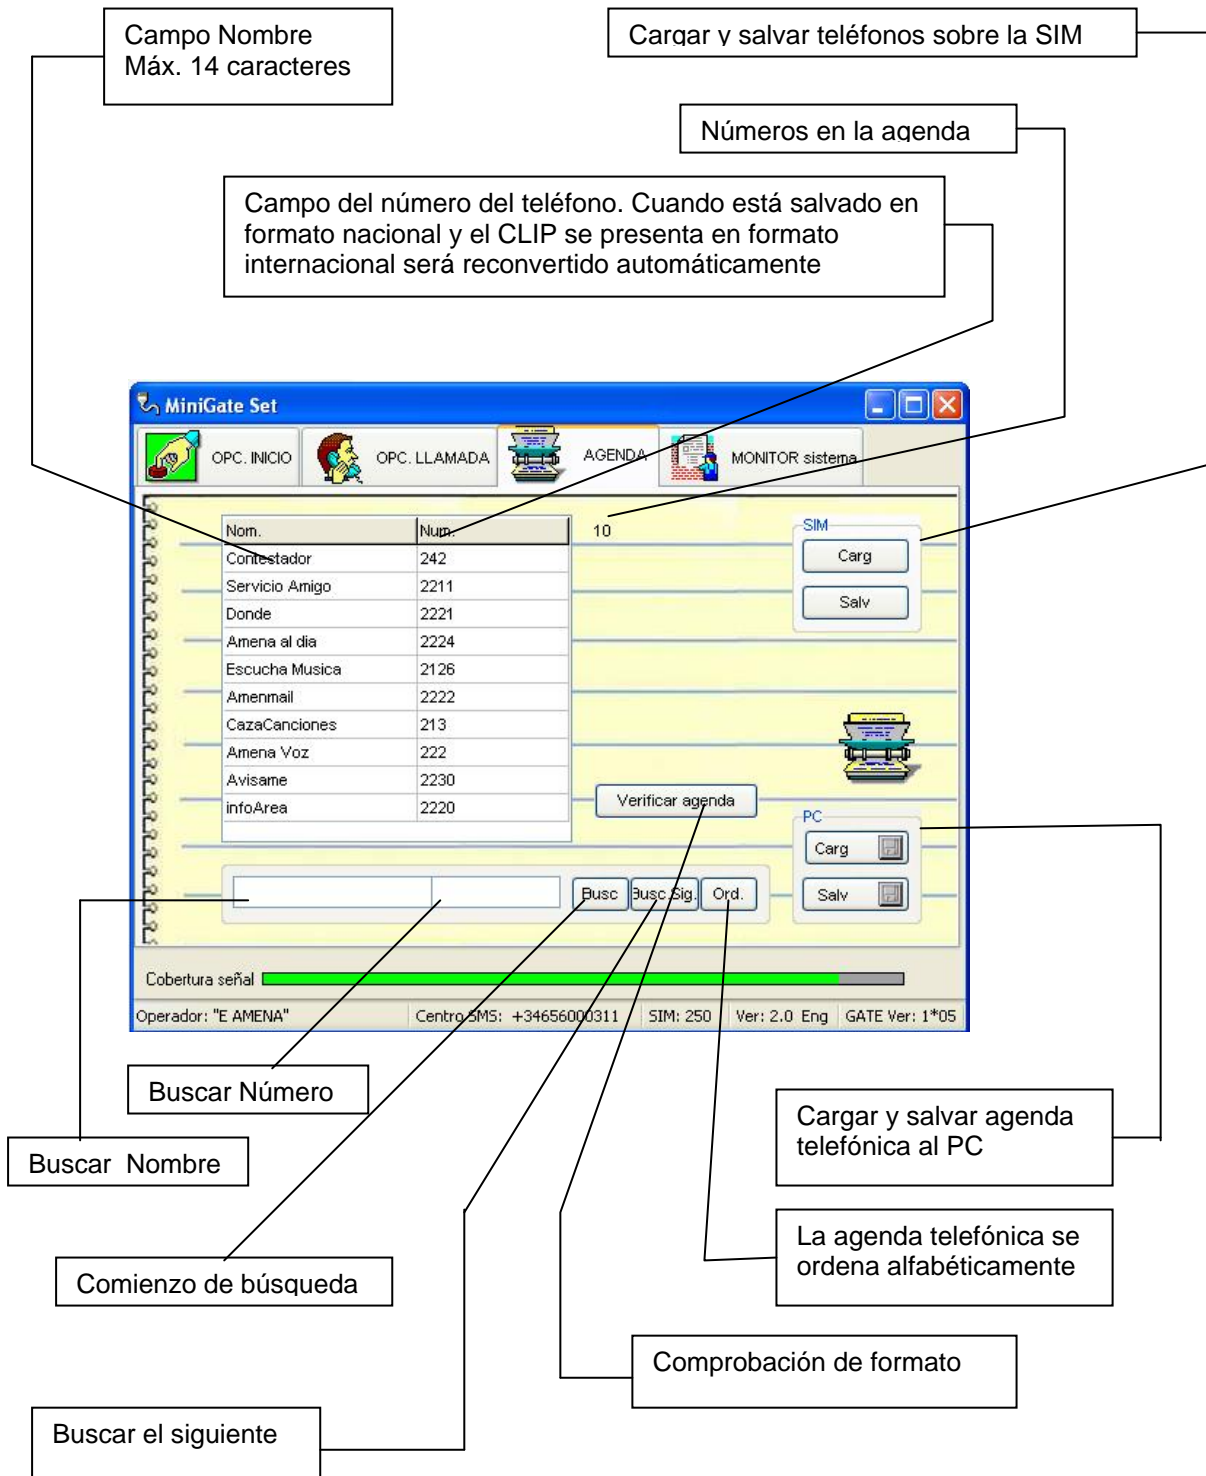 Campo Nombre
Máx. 14 caracteres
Cargar y salvar teléfonos sobre la SIM
Números en la agenda
Campo del número del teléfono. Cuando está salvado en
formato nacional y el CLIP se presenta en formato
internacional será reconvertido automáticamente
MiniGate Set
OPC. INICIO
OPC. LLAMADA
AGENDA
MONITOR sistema
Nom. Num. 10
Contestador 242
Servicio Amigo 2211
Donde 2221
Amena al dia 2224
Escucha Musica 2126
Amenmail 2222
CazaCanciones 213
Amena Voz 222
Avisame 2230
infoArea 2220
SIM
Carg
Salv
Verificar agenda
PC
Carg
Salv
Busc Busc.Sig. Ord.
Cobertura señal
Operador: "E AMENA" Centro SMS: +34656000311 SIM: 250 Ver: 2.0 Eng GATE Ver: 1*05
Buscar Número
Buscar Nombre
Cargar y salvar agenda
telefónica al PC
La agenda telefónica se
ordena alfabéticamente
Comienzo de búsqueda
Comprobación de formato
Buscar el siguiente